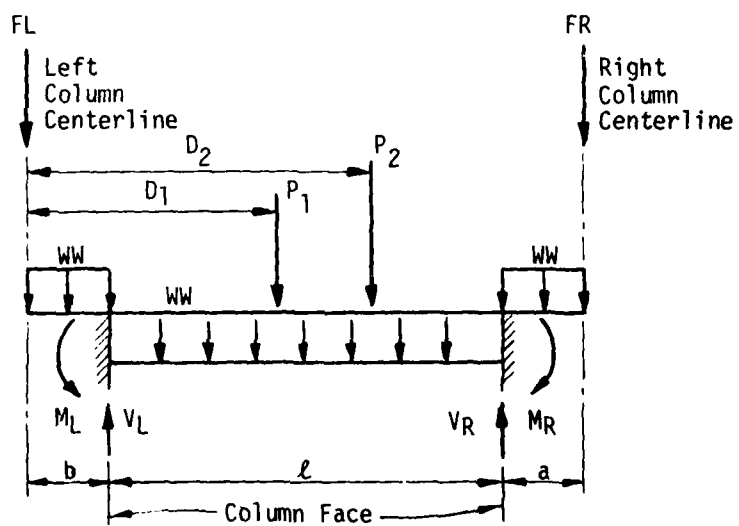 FL
FR
Left
Column
Centerline
Right
Column
Centerline
D2
P2
D1
P1
WW
WW
WW
ML
VL
VR
MR
b
ℓ
a
Column Face